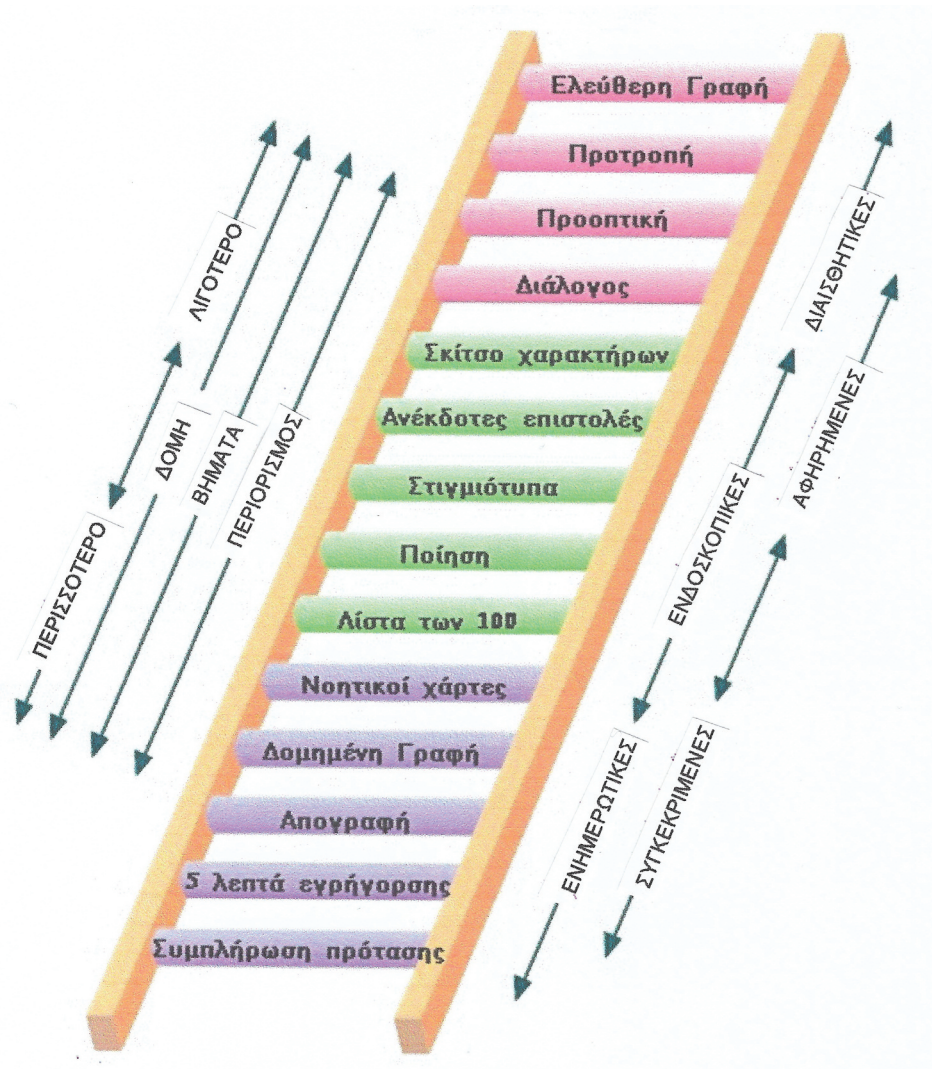 Ελεύθερη Γραφή
Προτροπή
Προοπτική
Διάλογος
Σκίτσο χαρακτήρων
Ανέκδοτες επιστολές
Στιγμιότυπα
Ποίηση
Λίστα των 100
Νοητικοί χάρτες
Δομημένη Γραφή
Απογραφή
5 λεπτά εγρήγορσης
Συμπλήρωση πρότασης
ΛΙΓΟΤΕΡΟ
ΠΕΡΙΣΣΟΤΕΡΟ
ΔΟΜΗ
ΒΗΜΑΤΑ
ΠΕΡΙΟΡΙΣΜΟΣ
ΔΙΑΙΣΘΗΤΙΚΕΣ
ΕΝΔΟΣΚΟΠΙΚΕΣ
ΕΝΗΜΕΡΩΤΙΚΕΣ
ΑΦΗΡΗΜΕΝΕΣ
ΣΥΓΚΕΚΡΙΜΕΝΕΣ